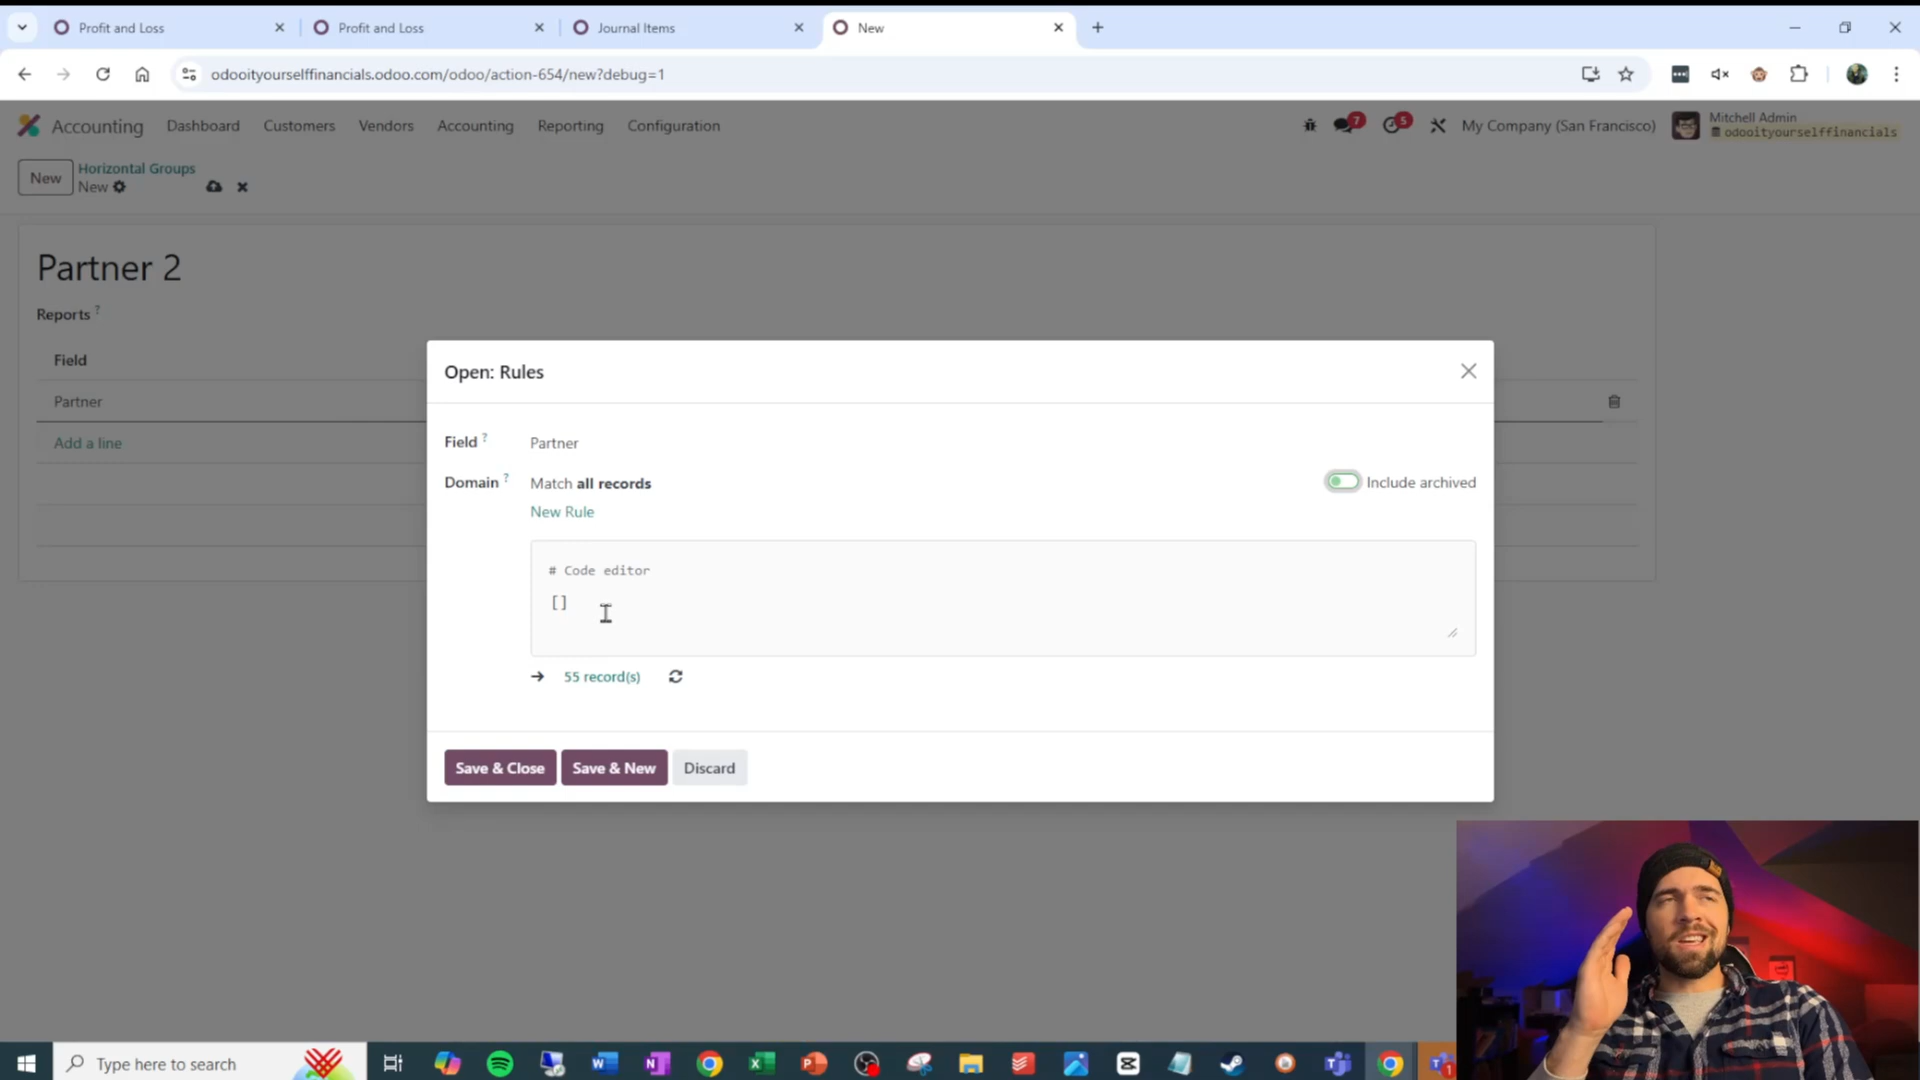 Profit and Loss
Profit and Loss
Journal Items
New
odooityourselffinancials.odoo.com/odoo/action-654/new?debug=1
Accounting Dashboard Customers Vendors Accounting Reporting Configuration
7
5
My Company (San Francisco)
Mitchell Admin
odooityourselffinancials
New
Horizontal Groups
New
Partner 2
Reports ?
Field
Partner
Add a line
Open: Rules
Field ?
Partner
Domain ?
Match all records
Include archived
New Rule
# Code editor
[]
55 record(s)
Save & Close
Save & New
Discard
Type here to search